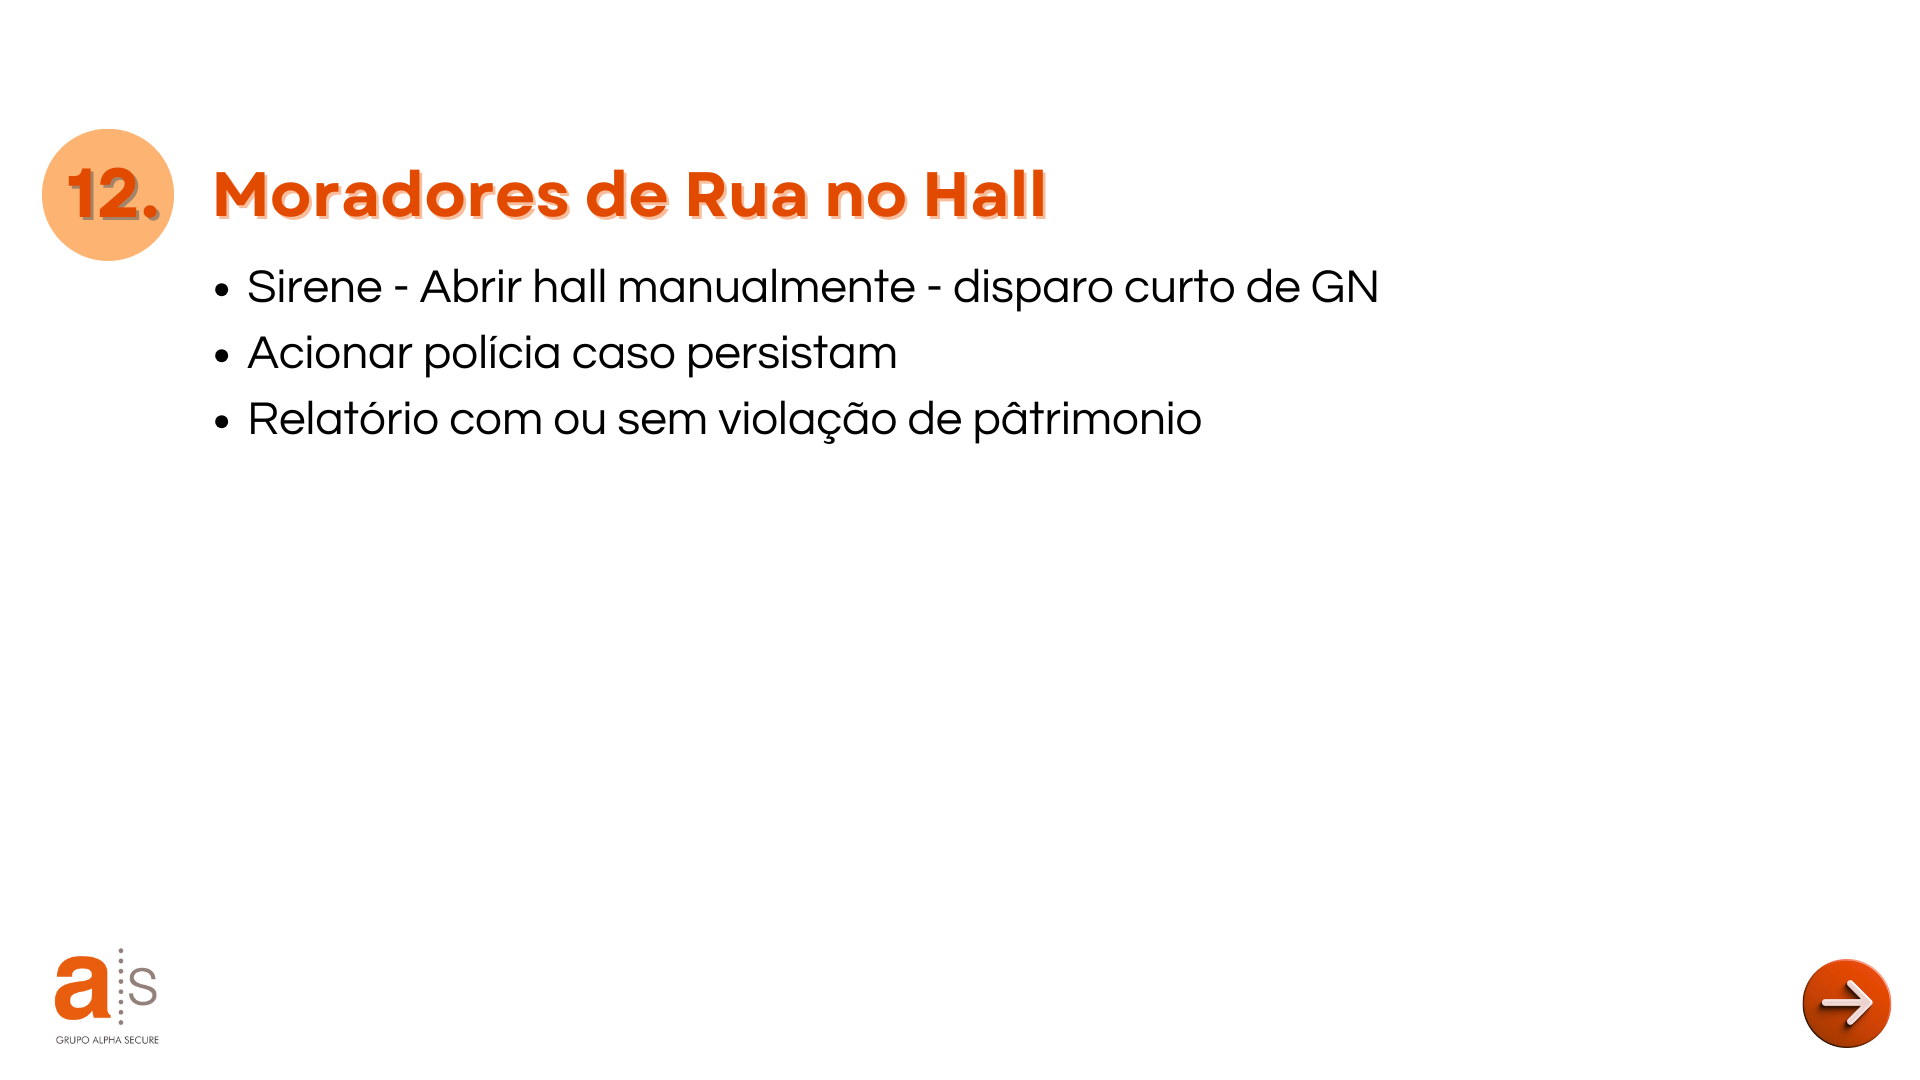 12.
Moradores de Rua no Hall
• Sirene - Abrir hall manualmente - disparo curto de GN
• Acionar polícia caso persistam
• Relatório com ou sem violação de pâtrimonio
a s
GRUPO ALPHA SECURE